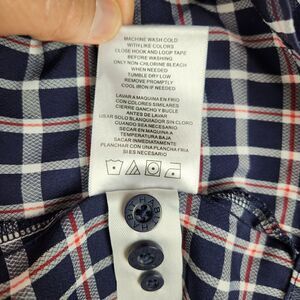 MACHINE WASH COLD
WITH LIKE COLORS
CLOSE HOOK AND LOOP TAPE
BEFORE WASHING
ONLY NON-CHLORINE BLEACH
WHEN NEEDED
TUMBLE DRY LOW
REMOVE PROMPTLY
COOL IRON IF NEEDED
LAVAR A MAQUINA EN FRIO
CON COLORES SIMILARES
CIERRE GANCHO Y BUCLE
ANTES DE LAVAR
USAR SOLO BLANQUEADOR SIN CLORO
CUANDO SEA NECESARIO
SECAR EN MAQUINA A
TEMPERATURA BAJA
SACAR INMEDIATAMENTE
PLANCHAR CON UNA PLANCHA FRIA
SI ES NECESARIO